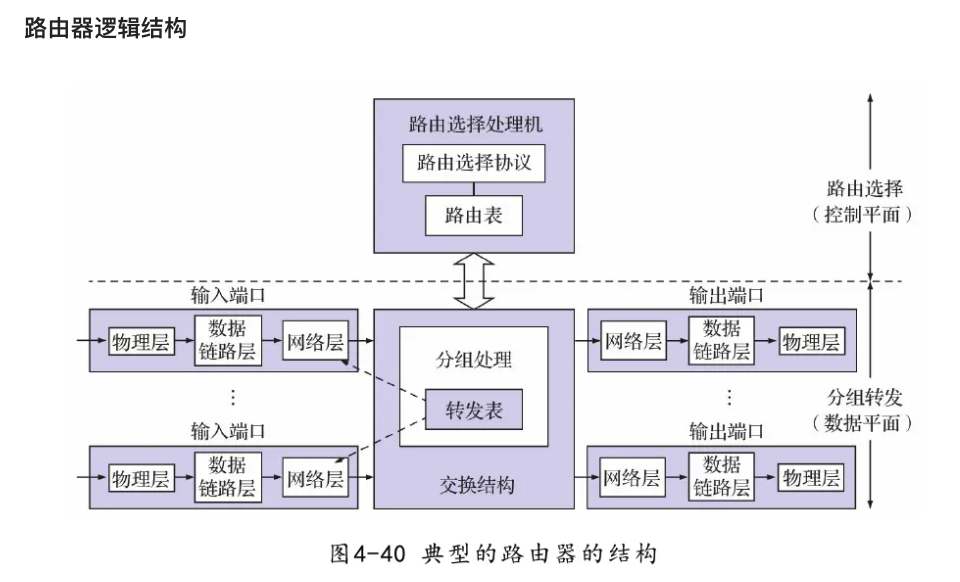 路由器逻辑结构
路由选择处理机
路由选择协议
路由表
路由选择
（控制平面）
输入端口
输出端口
物理层
数据
链路层
网络层
分组处理
转发表
交换结构
网络层
数据
链路层
物理层
⋮
⋮
分组转发
（数据平面）
输入端口
输出端口
物理层
数据
链路层
网络层
网络层
数据
链路层
物理层
图4-40 典型的路由器的结构